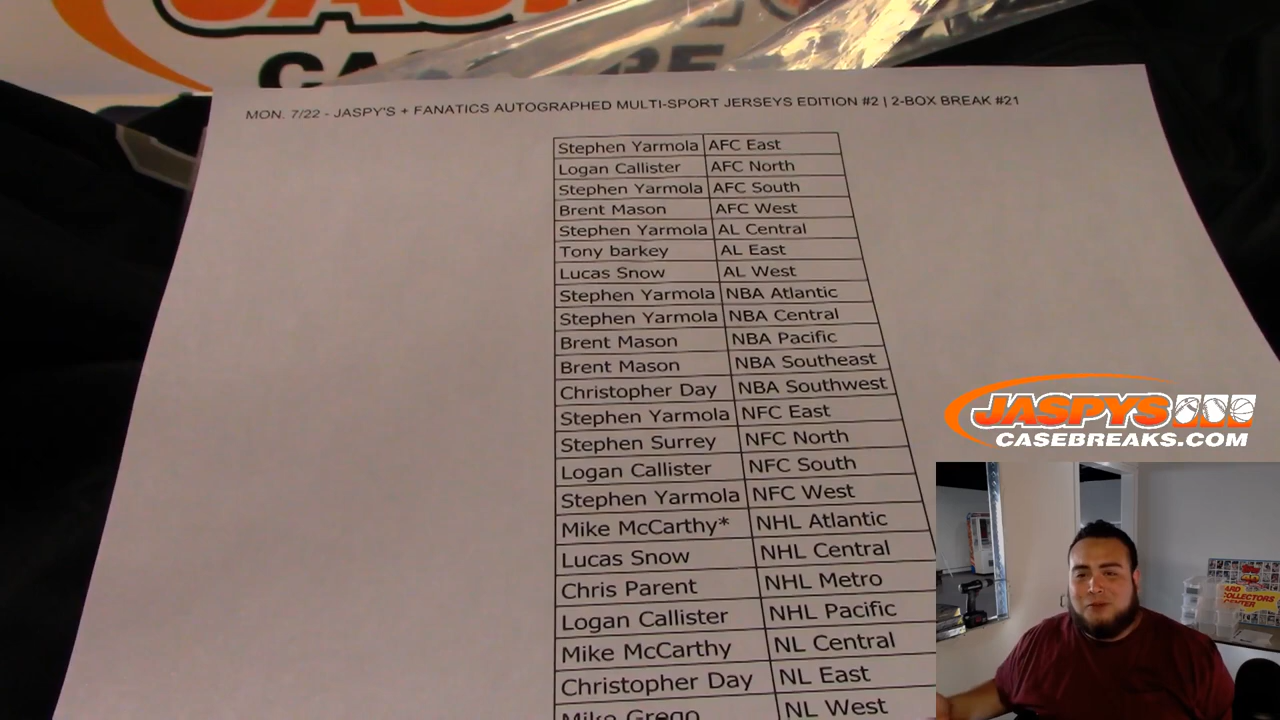 MON. 7/22 - JASPY'S + FANATICS AUTOGRAPHED MULTI-SPORT JERSEYS EDITION #2 | 2-BOX BREAK #21
Stephen Yarmola AFC East
Logan Callister AFC North
Stephen Yarmola AFC South
Brent Mason AFC West
Stephen Yarmola AL Central
Tony barkey AL East
Lucas Snow AL West
Stephen Yarmola NBA Atlantic
Stephen Yarmola NBA Central
Brent Mason NBA Pacific
Brent Mason NBA Southeast
Christopher Day NBA Southwest
Stephen Yarmola NFC East
Stephen Surrey NFC North
Logan Callister NFC South
Stephen Yarmola NFC West
Mike McCarthy* NHL Atlantic
Lucas Snow NHL Central
Chris Parent NHL Metro
Logan Callister NHL Pacific
Mike McCarthy NL Central
Christopher Day NL East
Mike NL West
JASPYS
CASEBREAKS.COM
topps
COLLECTORS
CENTER